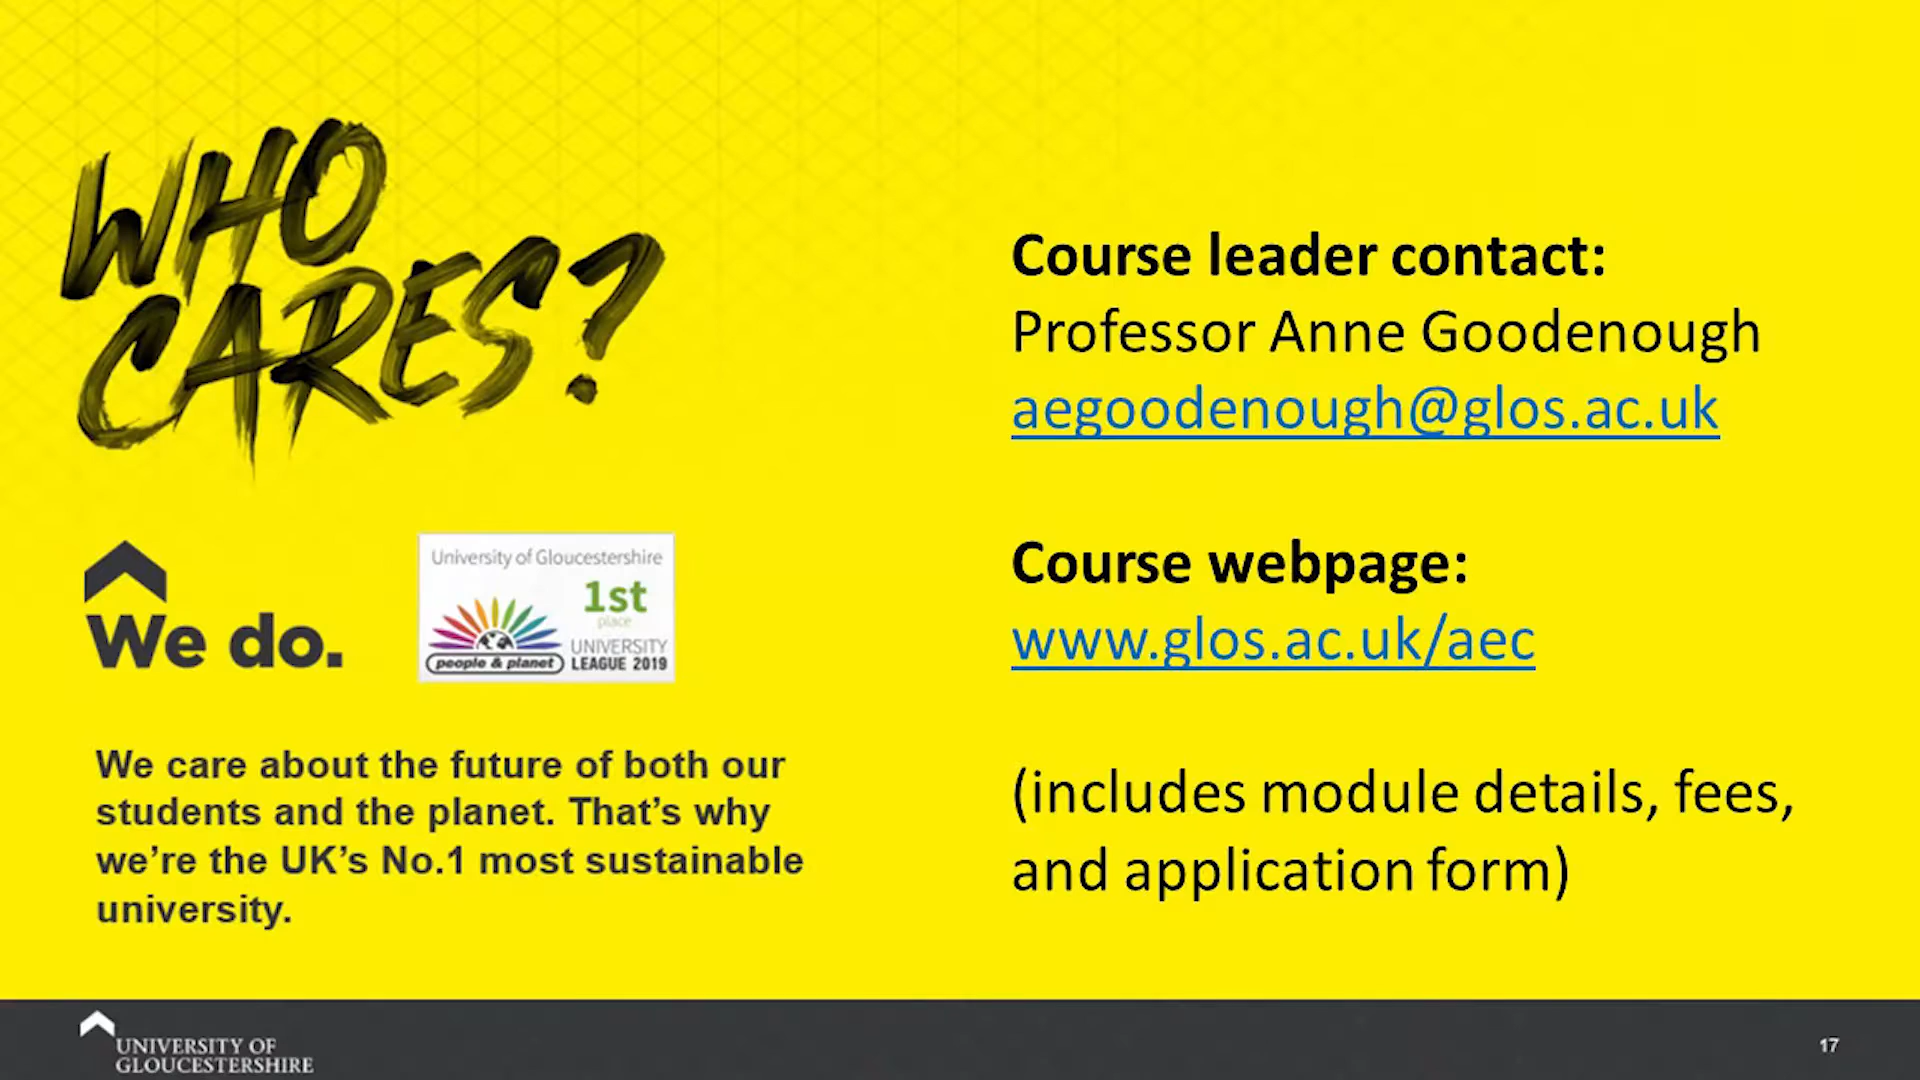 WHO
CARES?
We do.
University of Gloucestershire
1st
place
people & planet
UNIVERSITY
LEAGUE 2019
We care about the future of both our
students and the planet. That’s why
we’re the UK’s No.1 most sustainable
university.
Course leader contact:
Professor Anne Goodenough
aegoodenough@glos.ac.uk
Course webpage:
www.glos.ac.uk/aec
(includes module details, fees,
and application form)
UNIVERSITY OF
GLOUCESTERSHIRE
17